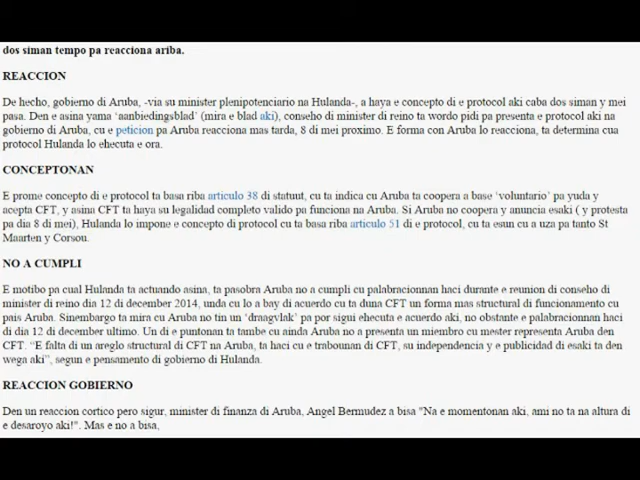 dos siman tempo pa reacciona ariba.
REACCION
De hecho, gobierno di Aruba, -via su minister plenipotenciario na Hulanda-, a haya e concepto di e protocol aki caba dos siman y mei
pasa. Den e asina yama ‘aanbiedingsblad’ (mira e blad aki), conseho di minister di reino ta wordo pidi pa presenta e protocol aki na
gobierno di Aruba, cu e peticion pa Aruba reacciona mas tarda, 8 di mei proximo. E forma con Aruba lo reacciona, ta determina cua
protocol Hulanda lo ehecuta e ora.
CONCEPTONAN
E prome concepto di e protocol ta basa riba articulo 38 di statuut, cu ta indica cu Aruba ta coopera a base ‘voluntario’ pa yuda y
acepta CFT, y asina CFT ta haya su legalidad completo valido pa funciona na Aruba. Si Aruba no coopera y anuncia esaki ( y protesta
pa dia 8 di mei), Hulanda lo impone e concepto di protocol cu ta basa riba articulo 51 di e protocol, cu ta esun cu a uza pa tanto St
Maarten y Corsou.
NO A CUMPLI
E motibo pa cual Hulanda ta actuando asina, ta pasobra Aruba no a cumpli cu palabracionnan haci durante e reunion di conseho di
minister di reino dia 12 di december 2014, unda cu lo a bay di acuerdo cu ta duna CFT un forma mas structural di funcionamento cu
pais Aruba. Sinembargo ta mira cu Aruba no tin un ‘draagvlak’ pa por sigui ehecuta e acuerdo aki, no obstante e palabracionnan haci
di dia 12 di december ultimo. Un di e puntonan ta tambe cu ainda Aruba no a presenta un miembro cu mester representa Aruba den
CFT. “E falta di un areglo structural di CFT na Aruba, ta haci cu e trabounan di CFT, su independencia y e publicidad di esaki ta den
wega aki”, segun e pensamento di gobierno di Hulanda.
REACCION GOBIERNO
Den un reaccion cortico pero sigur, minister di finanza di Aruba, Angel Bermudez a bisa "Na e momentonan aki, ami no ta na altura di
e desaroyo aki!". Mas e no a bisa,